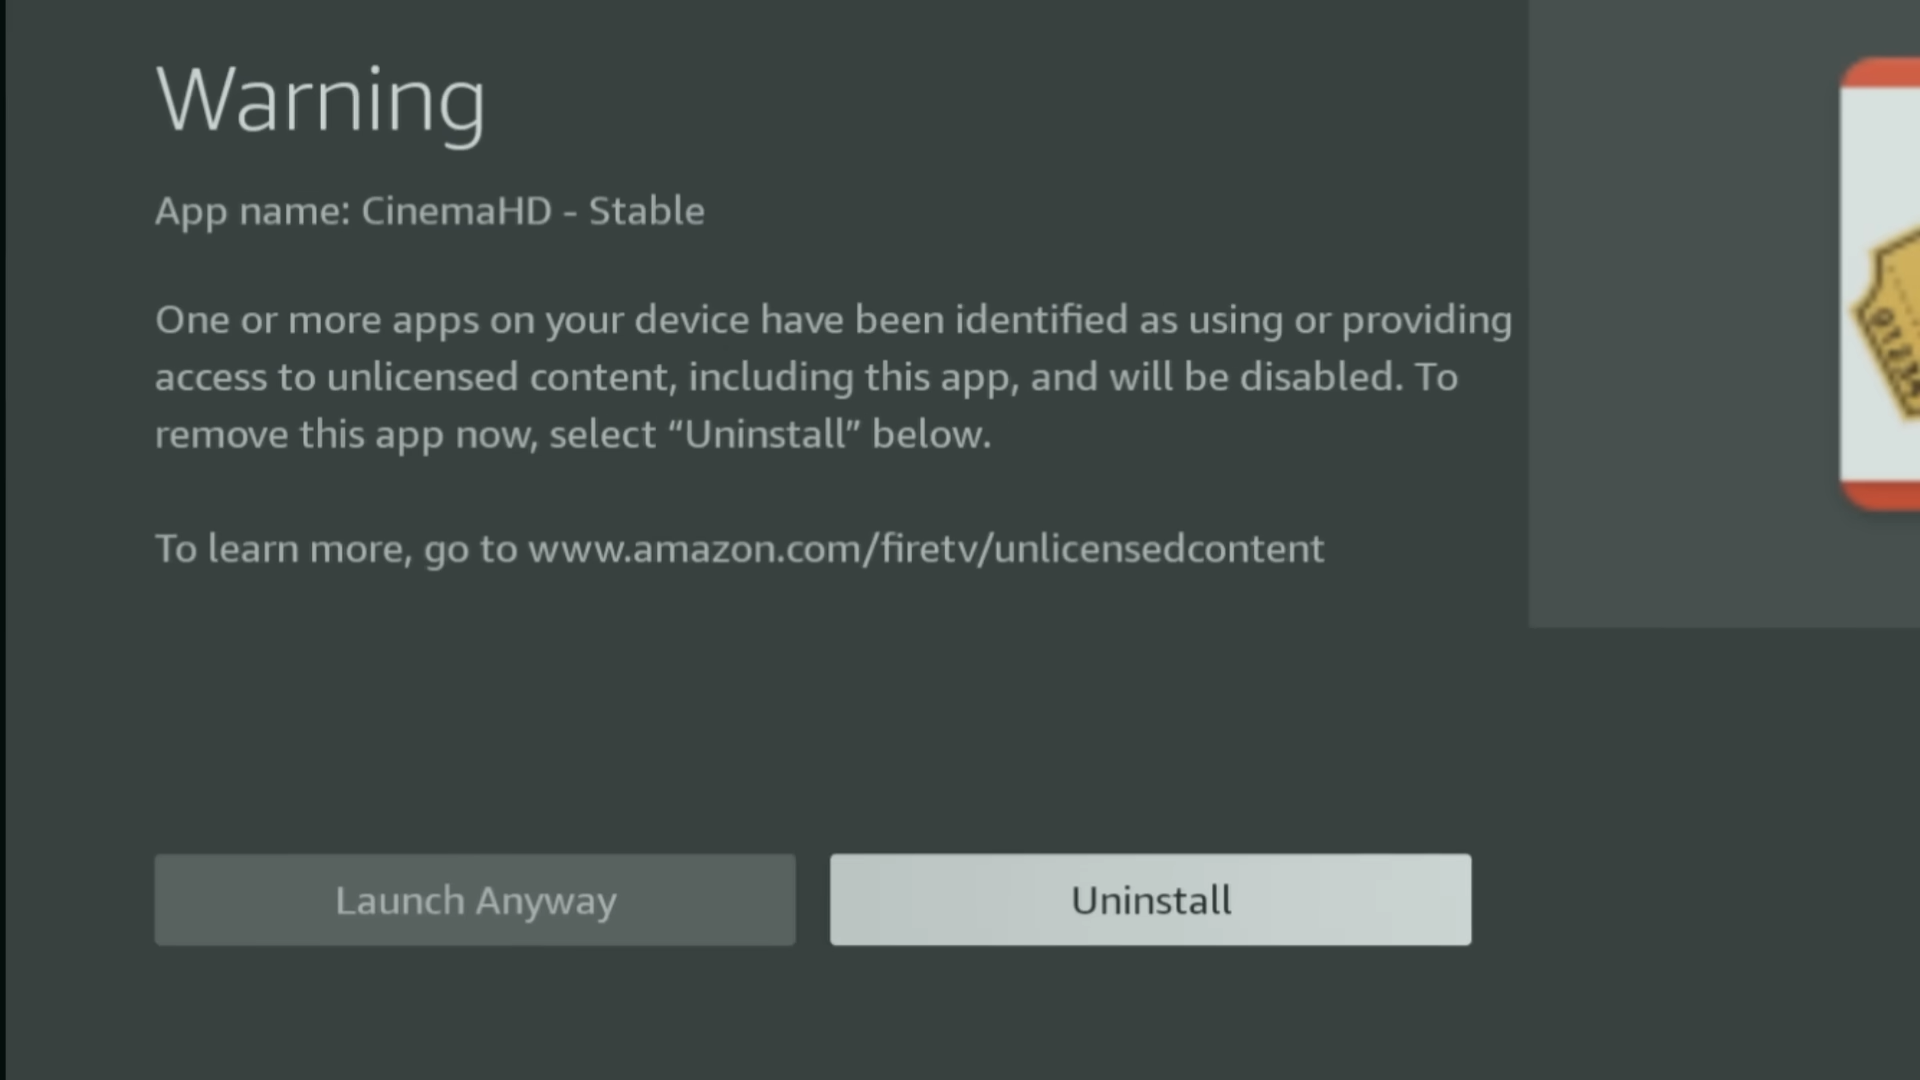 Warning
App name: CinemaHD - Stable
One or more apps on your device have been identified as using or providing
access to unlicensed content, including this app, and will be disabled. To
remove this app now, select “Uninstall” below.
To learn more, go to www.amazon.com/firetv/unlicensedcontent
Launch Anyway
Uninstall